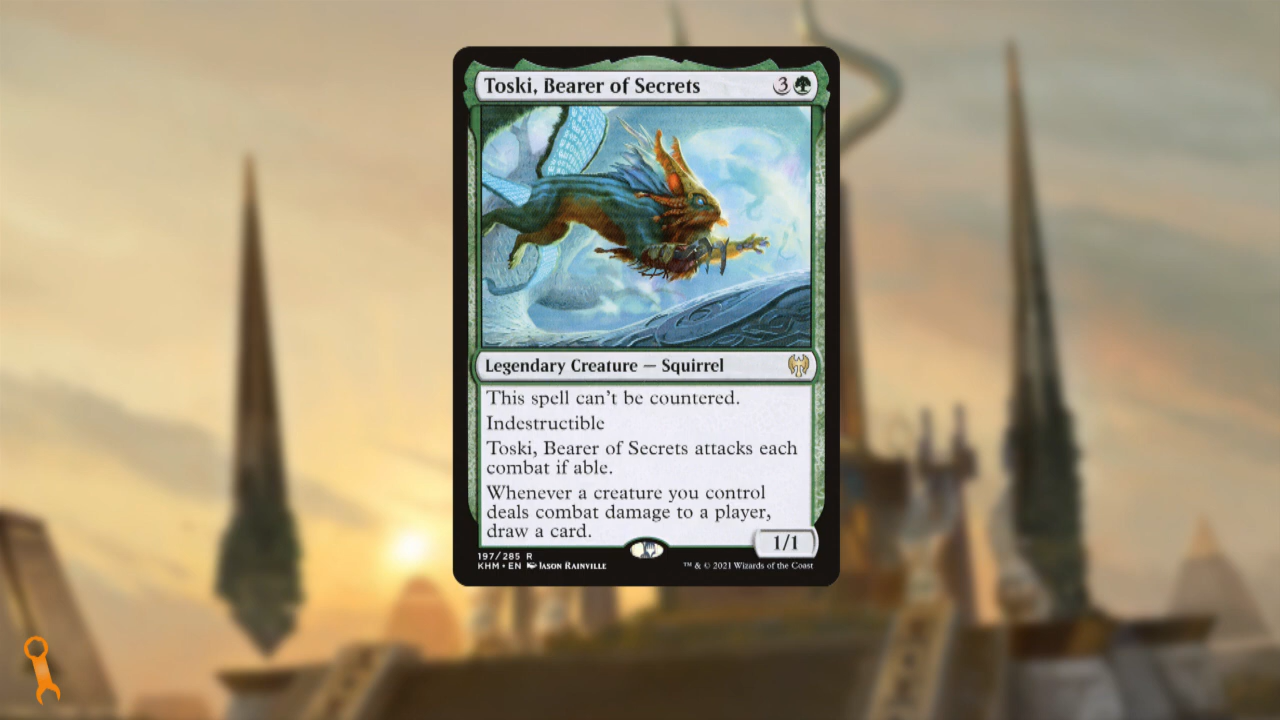 Toski, Bearer of Secrets 3
Legendary Creature — Squirrel
This spell can't be countered.
Indestructible
Toski, Bearer of Secrets attacks each
combat if able.
Whenever a creature you control
deals combat damage to a player,
draw a card.
1/1
197/285 R
KHM • EN Jason Rainville
™ & © 2021 Wizards of the Coast